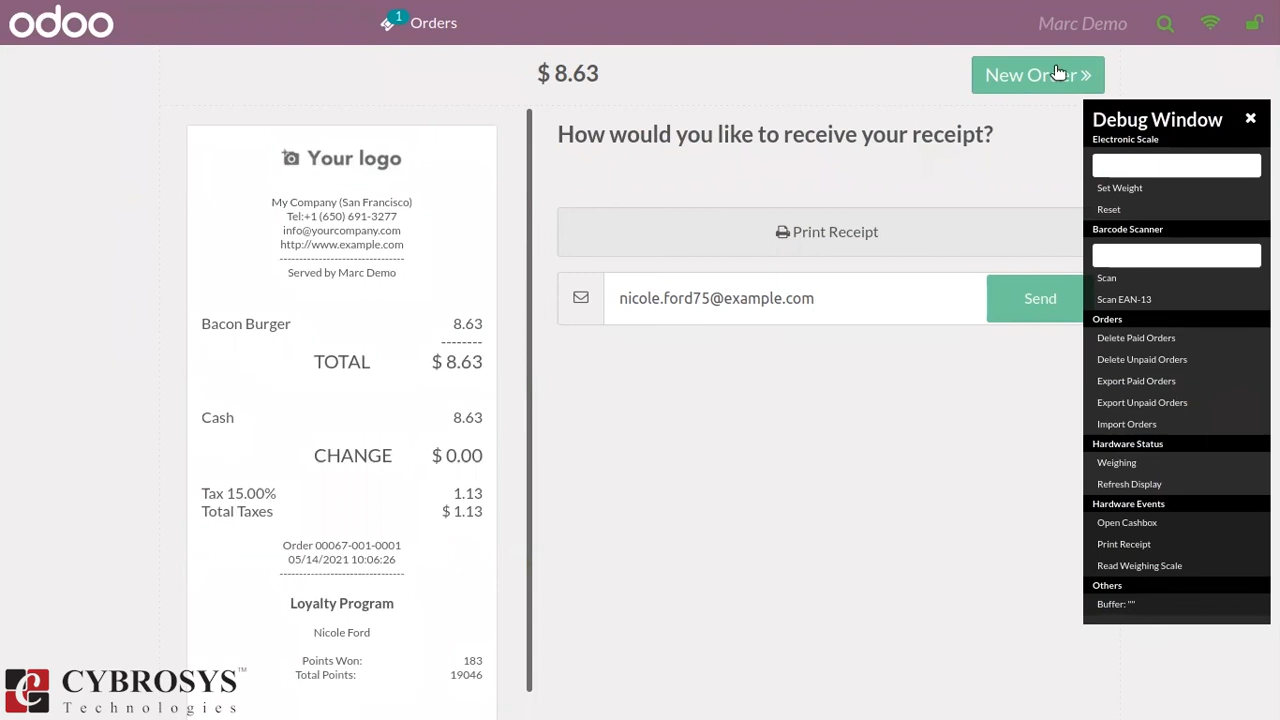 odoo
1
Orders
Marc Demo
$ 8.63
New Order »
Your logo
My Company (San Francisco)
Tel:+1 (650) 691-3277
info@yourcompany.com
http://www.example.com
--------------------------------
Served by Marc Demo
Bacon Burger 8.63
--------
TOTAL $ 8.63
Cash 8.63
CHANGE $ 0.00
Tax 15.00% 1.13
Total Taxes $ 1.13
Order 00067-001-0001
05/14/2021 10:06:26
--------------------------------
Loyalty Program
Nicole Ford
Points Won: 183
Total Points: 19046
How would you like to receive your receipt?
Print Receipt
nicole.ford75@example.com
Send
Debug Window
Electronic Scale
Set Weight
Reset
Barcode Scanner
Scan
Scan EAN-13
Orders
Delete Paid Orders
Delete Unpaid Orders
Export Paid Orders
Export Unpaid Orders
Import Orders
Hardware Status
Weighing
Refresh Display
Hardware Events
Open Cashbox
Print Receipt
Read Weighing Scale
Others
Buffer: ""
CYBROSYS™
Technologies